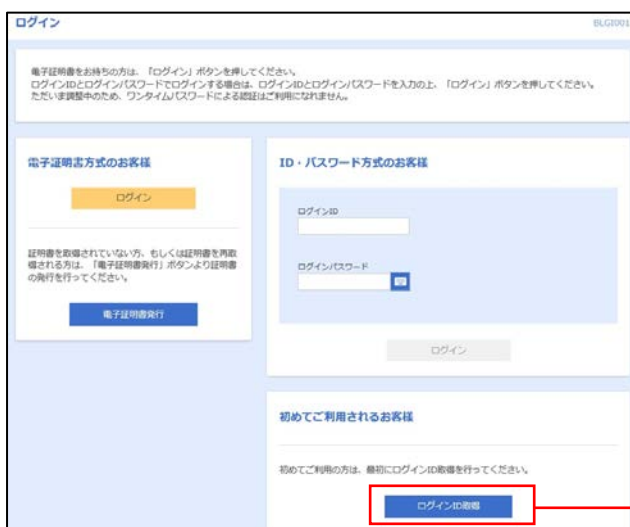 ログイン
BLGI001
電子証明書をお持ちの方は、「ログイン」ボタンを押してください。
ログインIDとログインパスワードでログインする場合は、ログインIDとログインパスワードを入力の上、「ログイン」ボタンを押してください。
ただいま調整中のため、ワンタイムパスワードによる認証はご利用になれません。
電子証明書方式のお客様
ログイン
証明書を取得されていない方、もしくは証明書を再取
得される方は、「電子証明書発行」ボタンより証明書
の発行を行ってください。
電子証明書発行
ID・パスワード方式のお客様
ログインID
ログインパスワード
ログイン
初めてご利用されるお客様
初めてご利用の方は、最初にログインID取得を行ってください。
ログインID取得